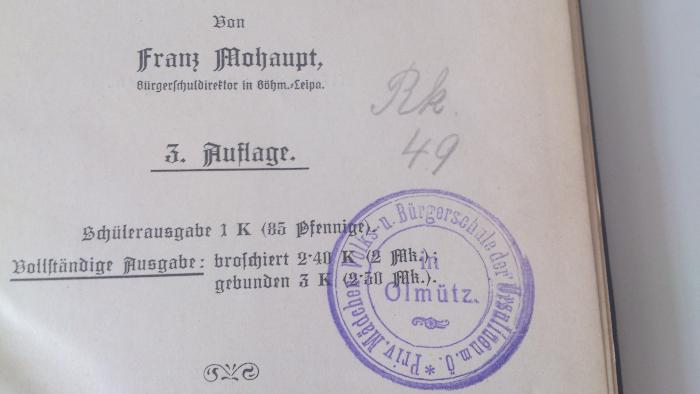 Von
Franz Mohaupt,
Bürgerschuldirektor in Böhm.-Leipa.
Rk.
49
3. Auflage.
Schülerausgabe 1 K (85 Pfennige).
Vollständige Ausgabe: broschiert 2·40 K (2 Mk.);
gebunden 3 K (2·50 Mk.).
* Priv. Mädchen Volks- u. Bürgerschule der Ursulinen m. Ö.
in
Olmütz.